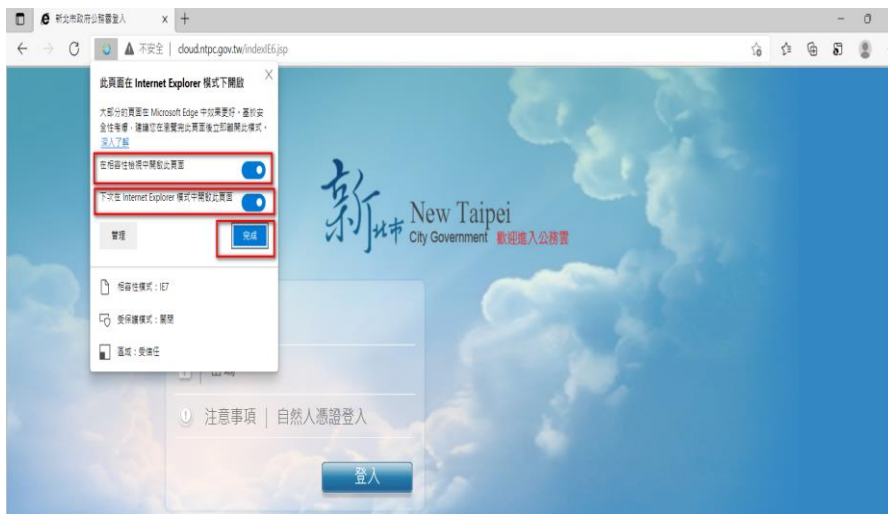 新北市政府公務雲登入
不安全 | cloud.ntpc.gov.tw/indexIE6.jsp
此頁面在 Internet Explorer 模式下開啟
大部分的頁面在 Microsoft Edge 中效果更好。基於安
全性考慮，建議您在瀏覽完此頁面後立即離開此模式。
深入了解
在相容性檢視中開啟此頁面
下次在 Internet Explorer 模式中開啟此頁面
管理
完成
相容性模式：IE7
受保護模式：關閉
區域：受信任
新北市
New Taipei
City Government 歡迎進入公務雲
注意事項 | 自然人憑證登入
登入